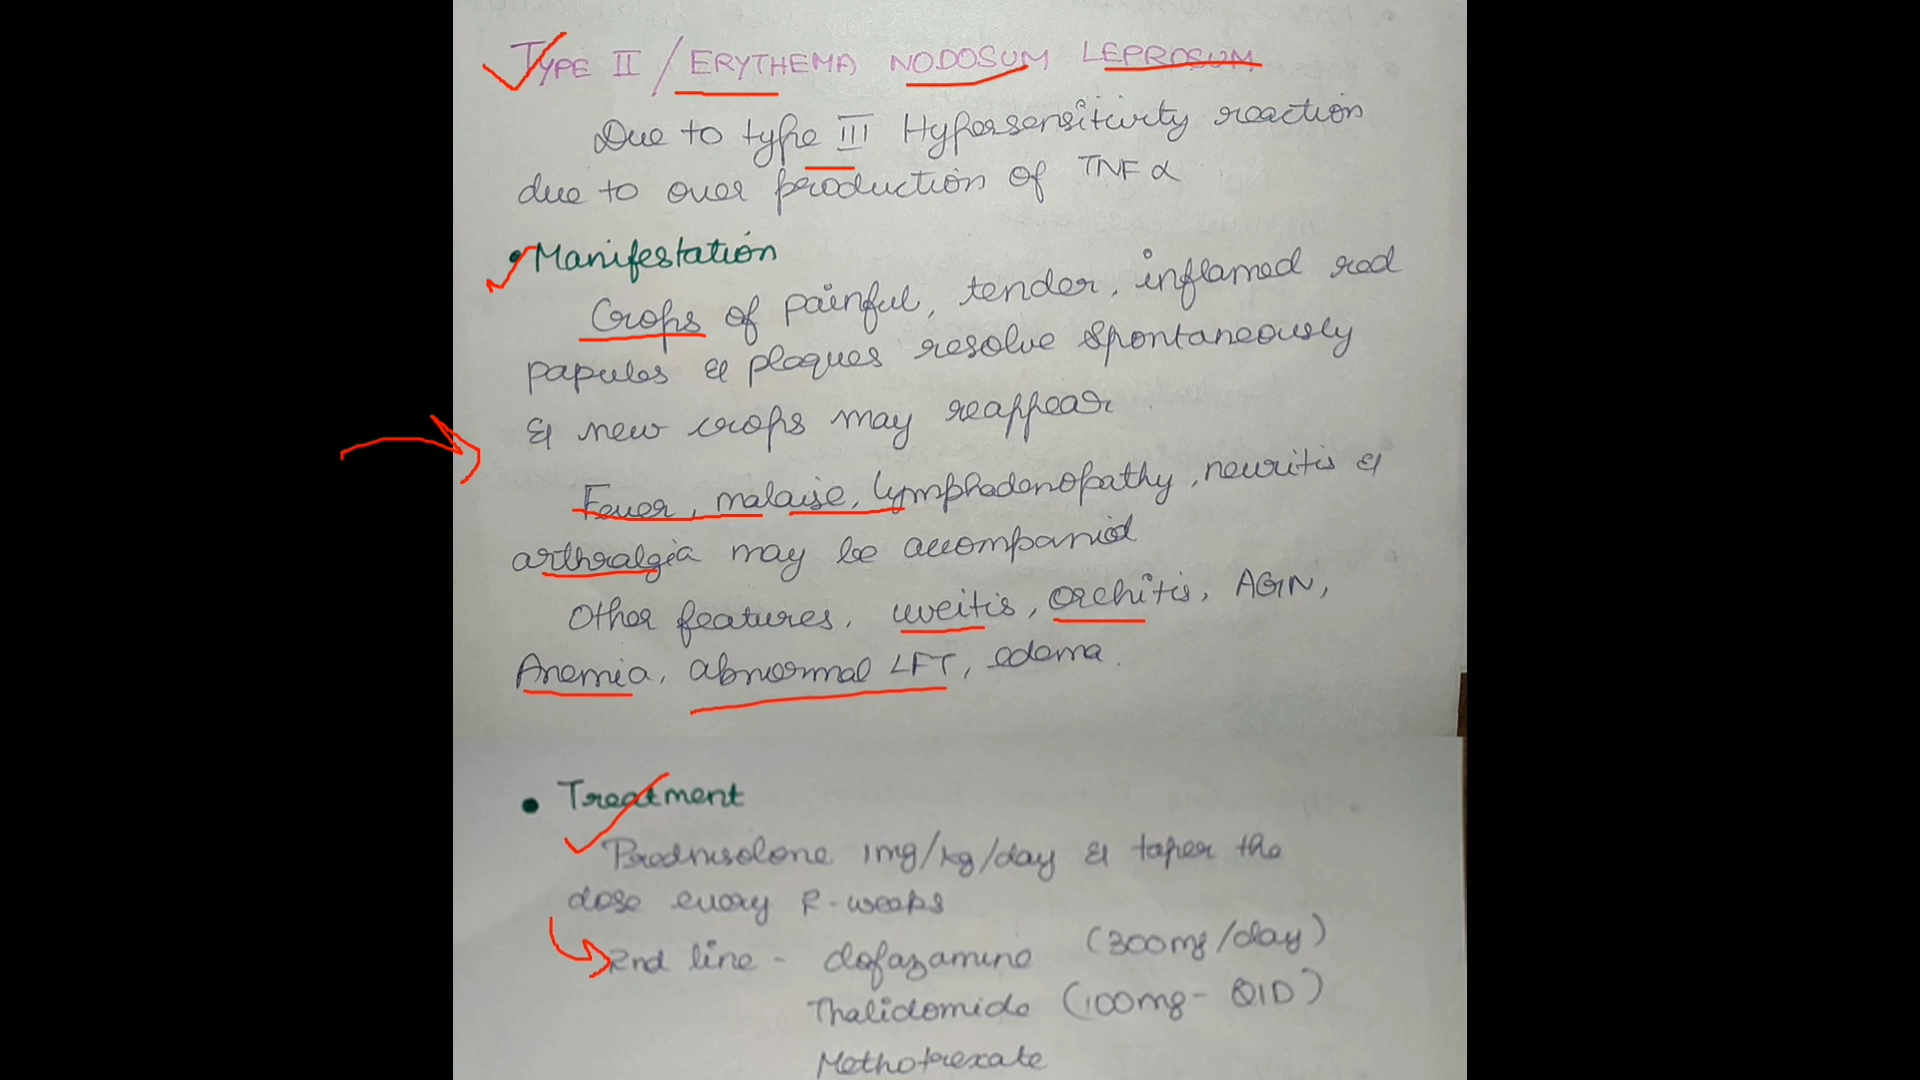 TYPE II / ERYTHEMA NODOSUM LEPROSUM
Due to type III Hypersensitivity reaction
due to over production of TNF α
• Manifestation
Crops of painful, tender, inflamed red
papules & plaques resolve spontaneously
& new crops may reappear
Fever, malaise, lymphadenopathy, neuritis &
arthralgia may be accompanied
Other features, uveitis, orchitis, AGN,
Anemia, abnormal LFT, edema.
• Treatment
Prednisolone 1mg/kg/day & taper the
dose every 2-weeks
2nd line - clofazamine (300mg/day)
Thalidomide (100mg- QID)
Methotrexate